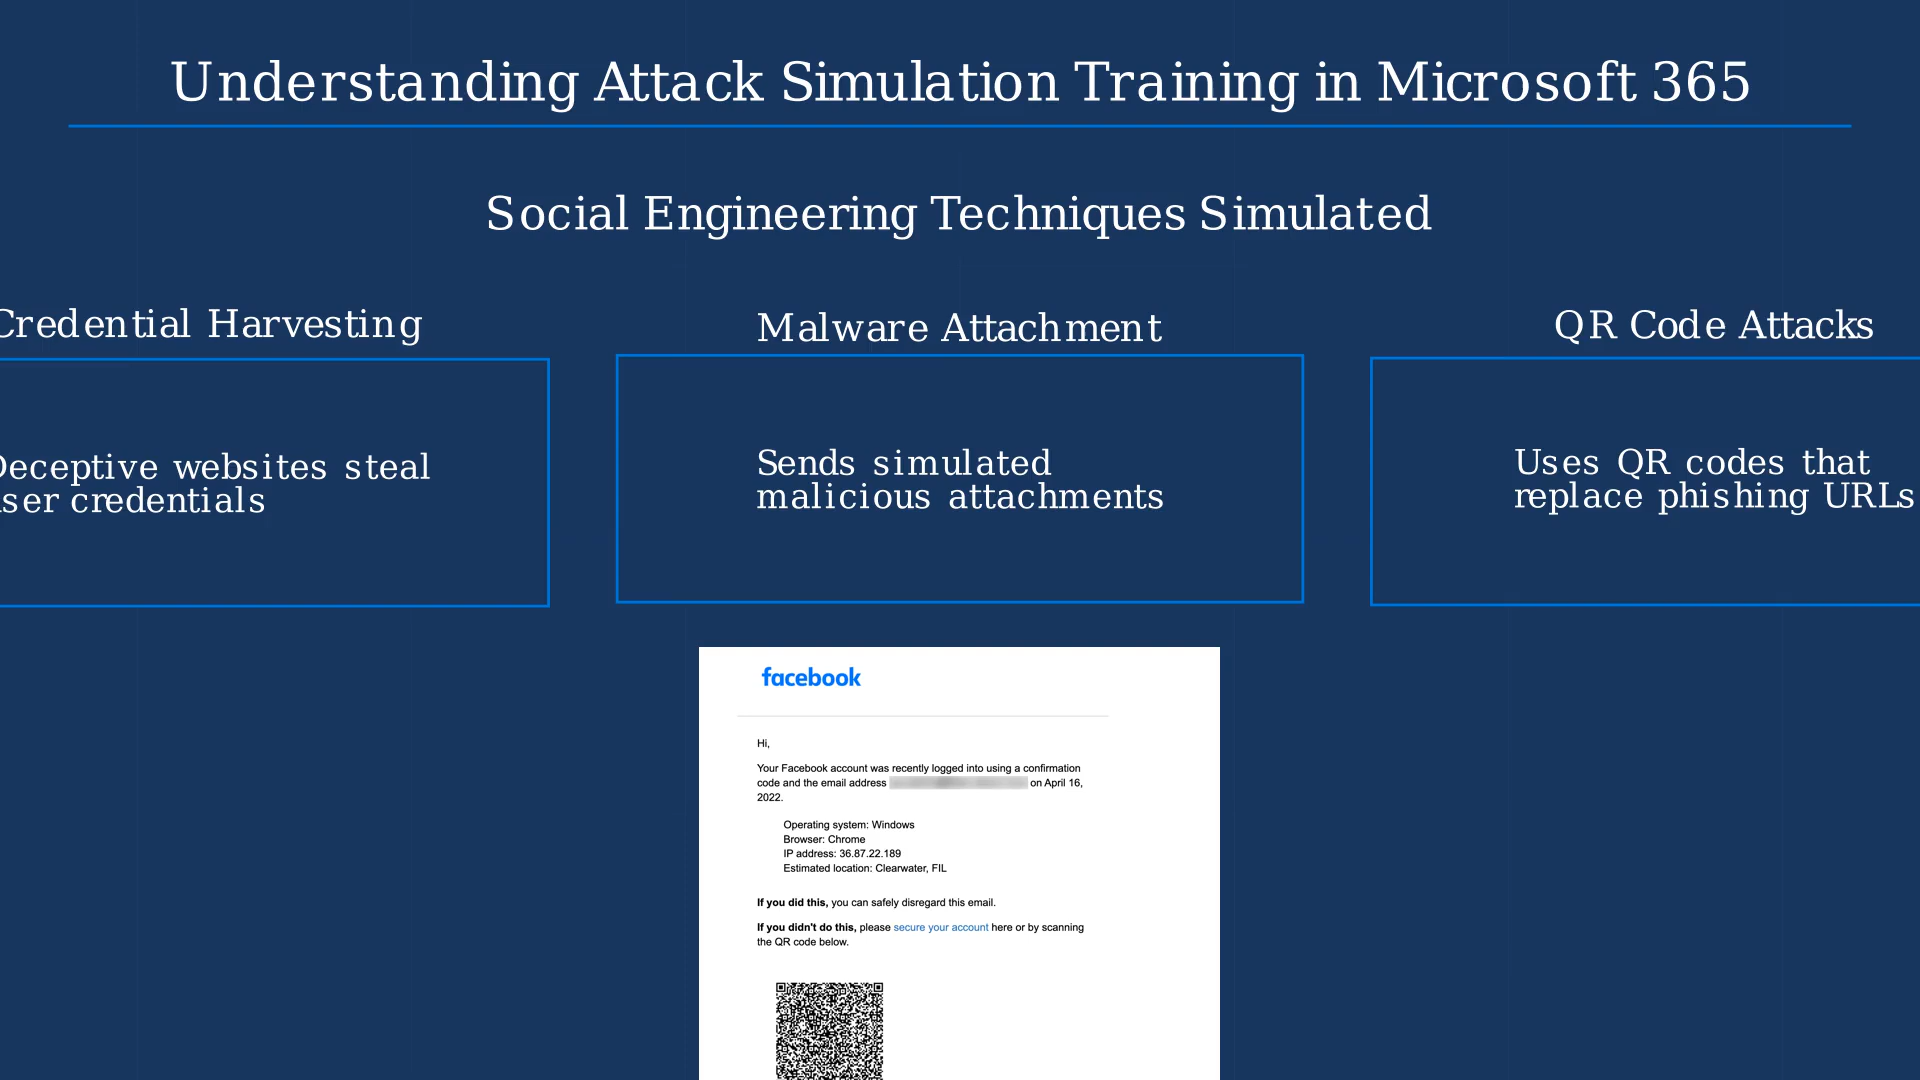 Understanding Attack Simulation Training in Microsoft 365
Social Engineering Techniques Simulated
Credential Harvesting
Deceptive websites steal
user credentials
Malware Attachment
Sends simulated
malicious attachments
QR Code Attacks
Uses QR codes that
replace phishing URLs
facebook
Hi,
Your Facebook account was recently logged into using a confirmation
code and the email address on April 16,
2022.
Operating system: Windows
Browser: Chrome
IP address: 36.87.22.189
Estimated location: Clearwater, FIL
If you did this, you can safely disregard this email.
If you didn't do this, please secure your account here or by scanning
the QR code below.